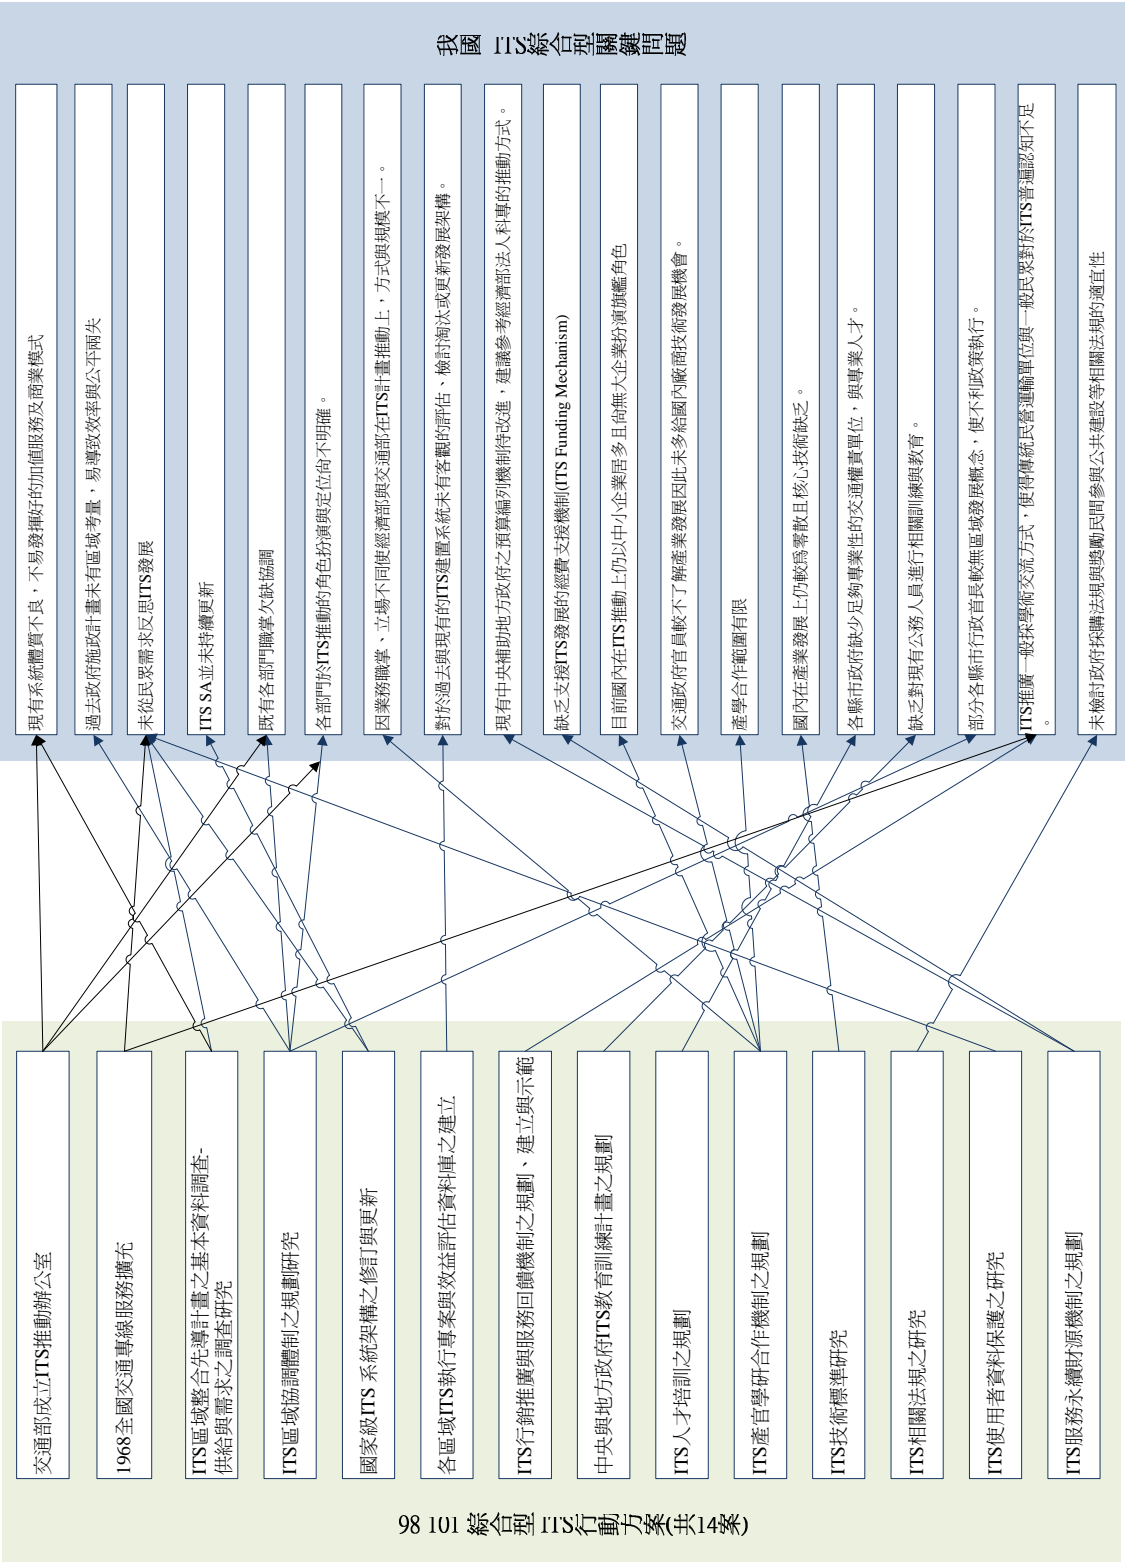 我國 ITS綜合型關鍵問題
現有系統體質不良，不易發揮好的加值服務及商業模式
過去政府施政計畫未有區域考量，易導致效率與公平兩失
未從民眾需求反思ITS發展
ITS SA並未持續更新
既有各部門職掌欠缺協調
各部門於ITS推動的角色扮演與定位尚不明確。
因業務職掌、立場不同使經濟部與交通部在ITS計畫推動上，方式與規模不一。
對於過去與現有的ITS建置系統未有客觀的評估、檢討淘汰或更新發展架構。
現有中央補助地方政府之預算編列機制待改進，建議參考經濟部法人科專的推動方式。
缺乏支援ITS發展的經費支援機制(ITS Funding Mechanism)
目前國內在ITS推動上仍以中小企業居多且尚無大企業扮演旗艦角色
交通政府官員較不了解產業發展因此未多給國內廠商技術發展機會。
產學合作範圍有限
國內在產業發展上仍較為零散且核心技術缺乏。
各縣市政府缺少足夠專業性的交通權責單位，與專業人才。
缺乏對現有公務人員進行相關訓練與教育。
部分各縣市行政首長較無區域發展概念，使不利政策執行。
ITS推廣一般採學術交流方式，使得傳統民營運輸單位與一般民眾對於ITS普遍認知不足
。
未檢討政府採購法規與獎勵民間參與公共建設等相關法規的適宜性
交通部成立ITS推動辦公室
1968全國交通專線服務擴充
ITS區域整合先導計畫之基本資料調查-
供給與需求之調查研究
ITS區域協調體制之規劃研究
國家級ITS 系統架構之修訂與更新
各區域ITS執行專案與效益評估資料庫之建立
ITS行銷推廣與服務回饋機制之規劃、建立與示範
中央與地方政府ITS教育訓練計畫之規劃
ITS人才培訓之規劃
ITS產官學研合作機制之規劃
ITS技術標準研究
ITS相關法規之研究
ITS使用者資料保護之研究
ITS服務永續財源機制之規劃
98 101 綜合型 ITS行動方案(共14案)